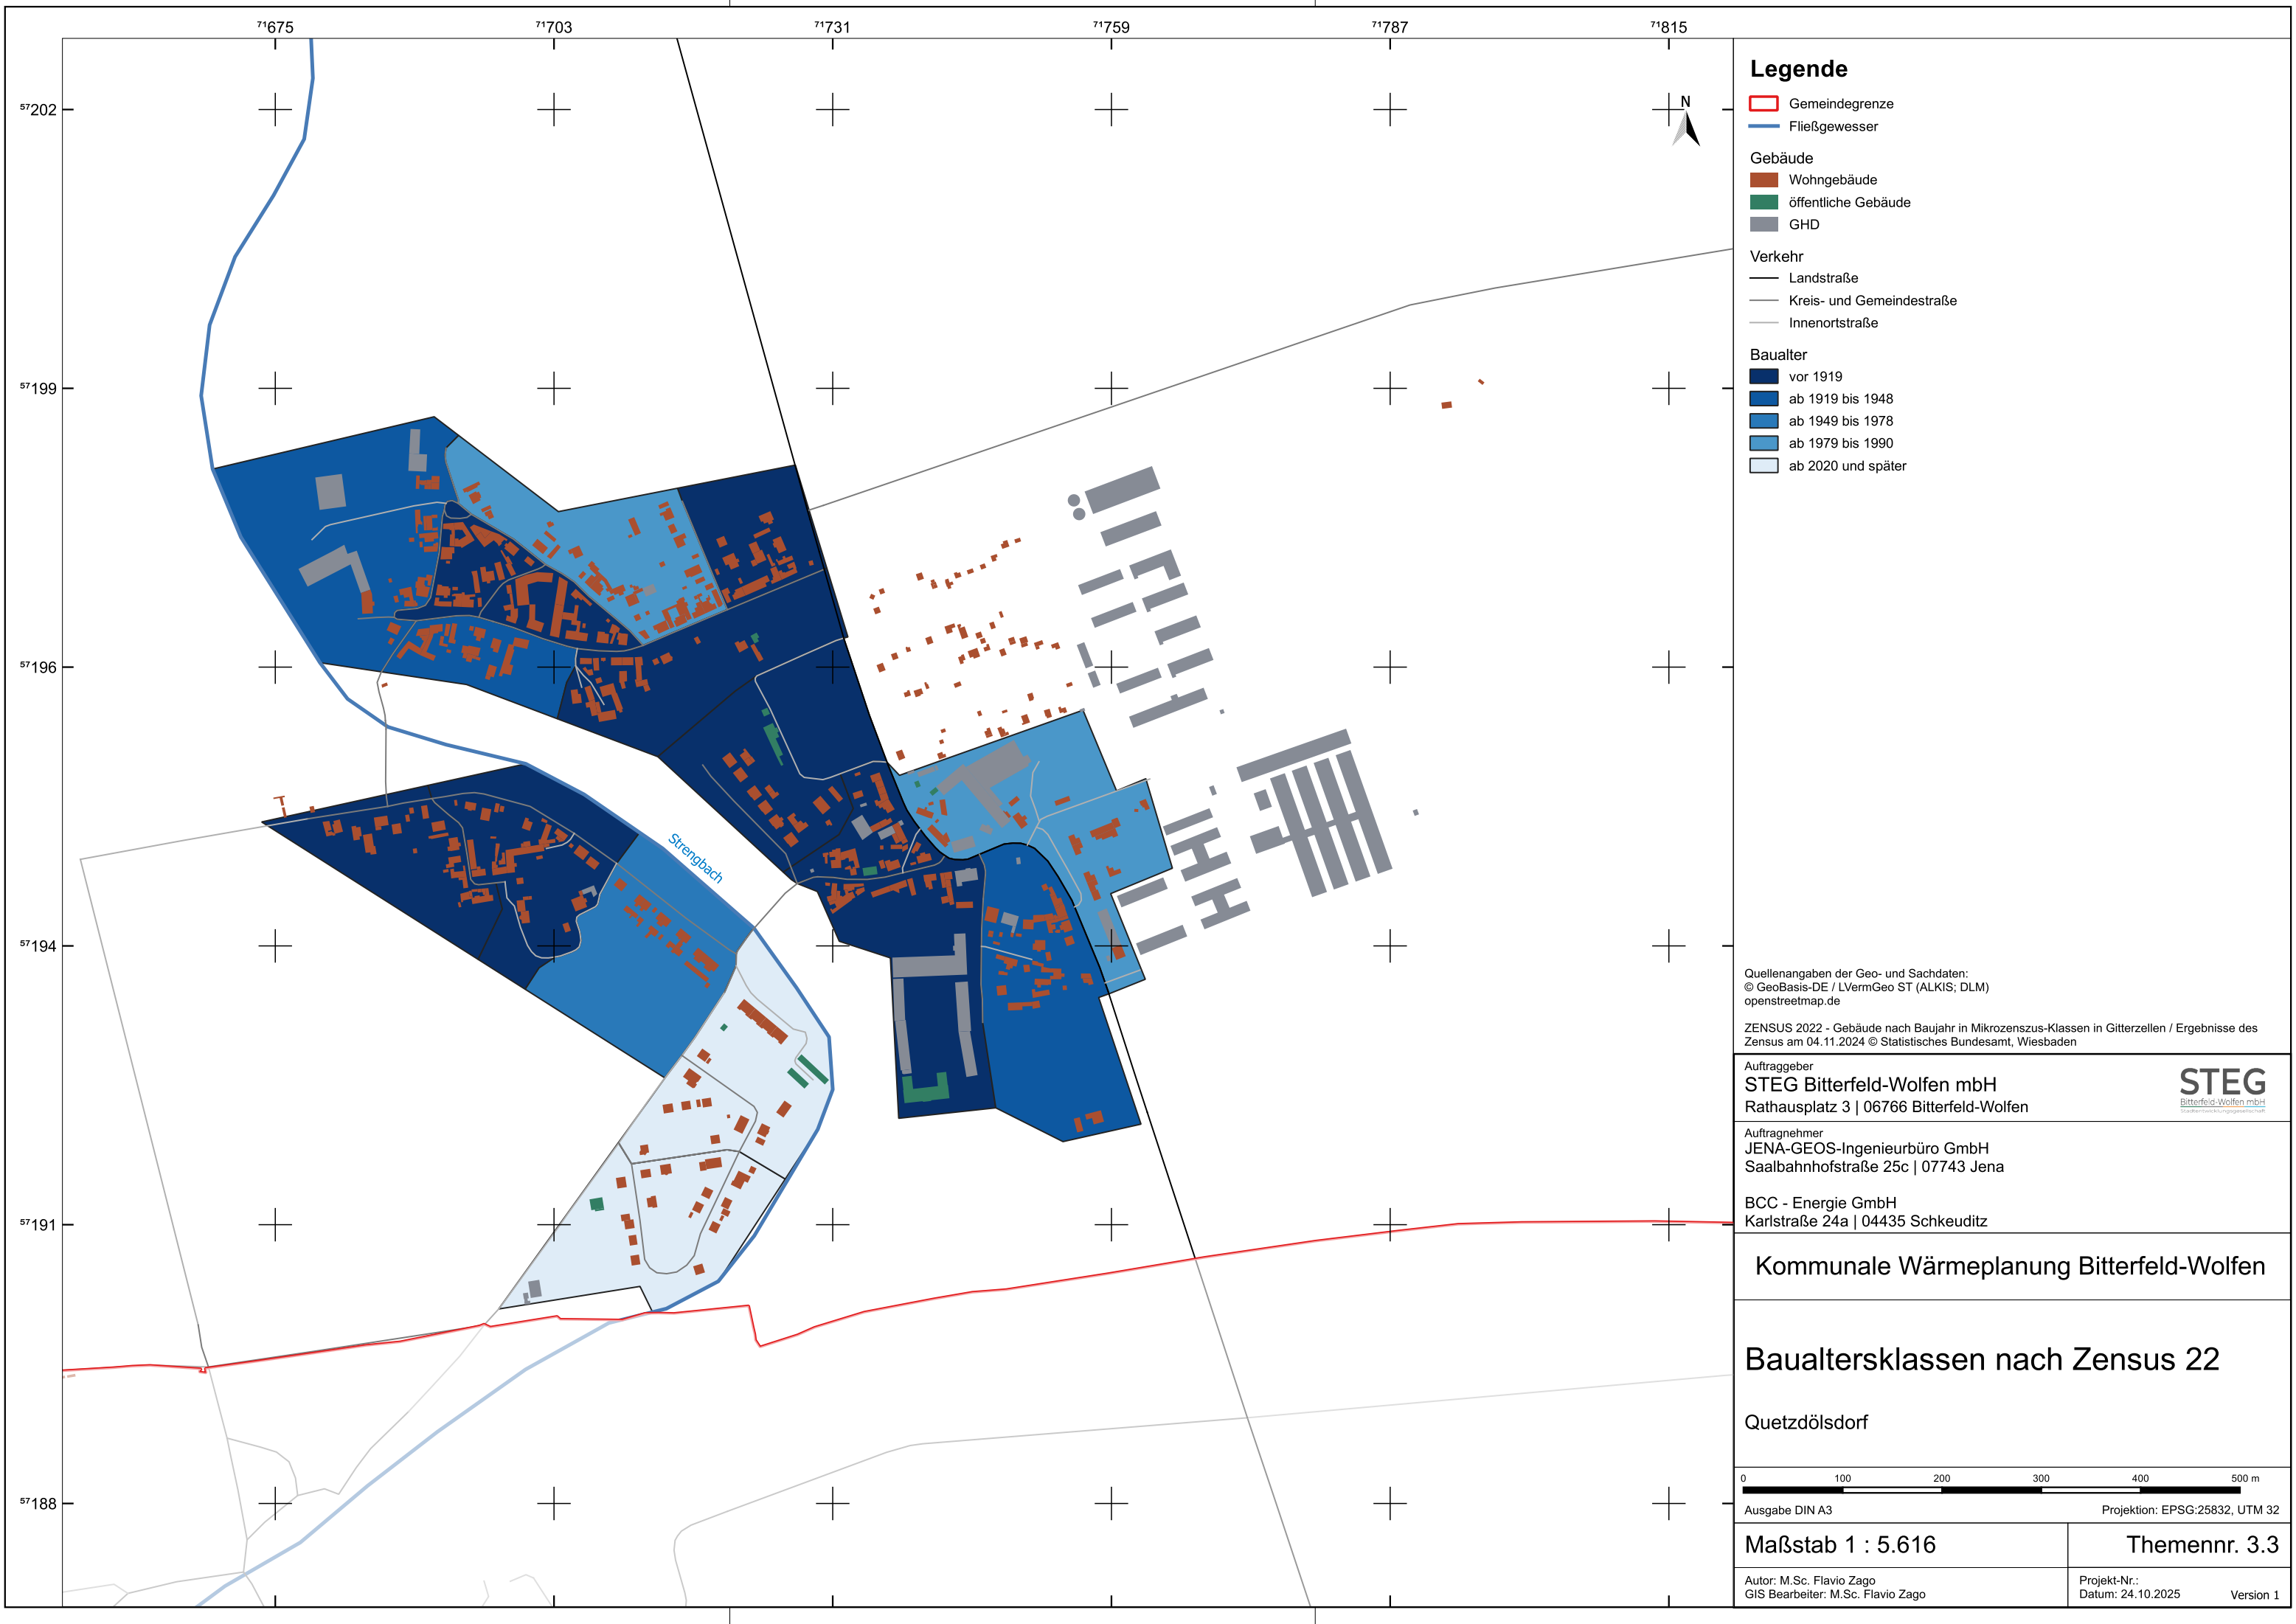 ⁷¹675 ⁷¹703 ⁷¹731 ⁷¹759 ⁷¹787 ⁷¹815
⁵⁷202
⁵⁷199
⁵⁷196
⁵⁷194
⁵⁷191
⁵⁷188
N
Strengbach
Legende
Gemeindegrenze
Fließgewesser
Gebäude
Wohngebäude
öffentliche Gebäude
GHD
Verkehr
Landstraße
Kreis- und Gemeindestraße
Innenortstraße
Baualter
vor 1919
ab 1919 bis 1948
ab 1949 bis 1978
ab 1979 bis 1990
ab 2020 und später
Quellenangaben der Geo- und Sachdaten:
© GeoBasis-DE / LVermGeo ST (ALKIS; DLM)
openstreetmap.de
ZENSUS 2022 - Gebäude nach Baujahr in Mikrozenszus-Klassen in Gitterzellen / Ergebnisse des
Zensus am 04.11.2024 © Statistisches Bundesamt, Wiesbaden
Auftraggeber
STEG Bitterfeld-Wolfen mbH
Rathausplatz 3 | 06766 Bitterfeld-Wolfen
STEG
Bitterfeld-Wolfen mbH
Stadtentwicklungsgesellschaft
Auftragnehmer
JENA-GEOS-Ingenieurbüro GmbH
Saalbahnhofstraße 25c | 07743 Jena
BCC - Energie GmbH
Karlstraße 24a | 04435 Schkeuditz
Kommunale Wärmeplanung Bitterfeld-Wolfen
Baualtersklassen nach Zensus 22
Quetzdölsdorf
0 100 200 300 400 500 m
Ausgabe DIN A3 Projektion: EPSG:25832, UTM 32
Maßstab 1 : 5.616 Themennr. 3.3
Autor: M.Sc. Flavio Zago
GIS Bearbeiter: M.Sc. Flavio Zago
Projekt-Nr.:
Datum: 24.10.2025 Version 1